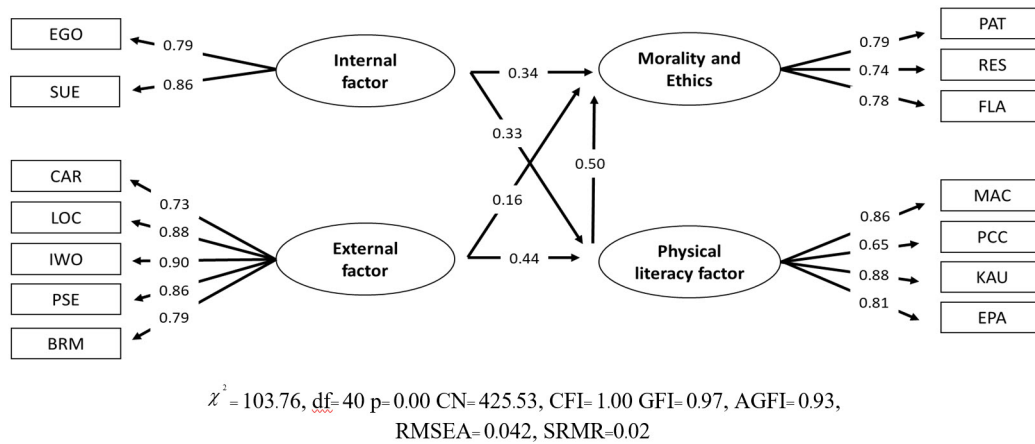 EGO
SUE
0.79
0.86
Internal
factor
CAR
LOC
IWO
PSE
BRM
0.73
0.88
0.90
0.86
0.79
External
factor
0.34
0.33
0.16
0.44
0.50
Morality and
Ethics
0.79
0.74
0.78
PAT
RES
FLA
Physical
literacy factor
0.86
0.65
0.88
0.81
MAC
PCC
KAU
EPA
χ² = 103.76, df= 40 p= 0.00 CN= 425.53, CFI= 1.00 GFI= 0.97, AGFI= 0.93,
RMSEA= 0.042, SRMR=0.02